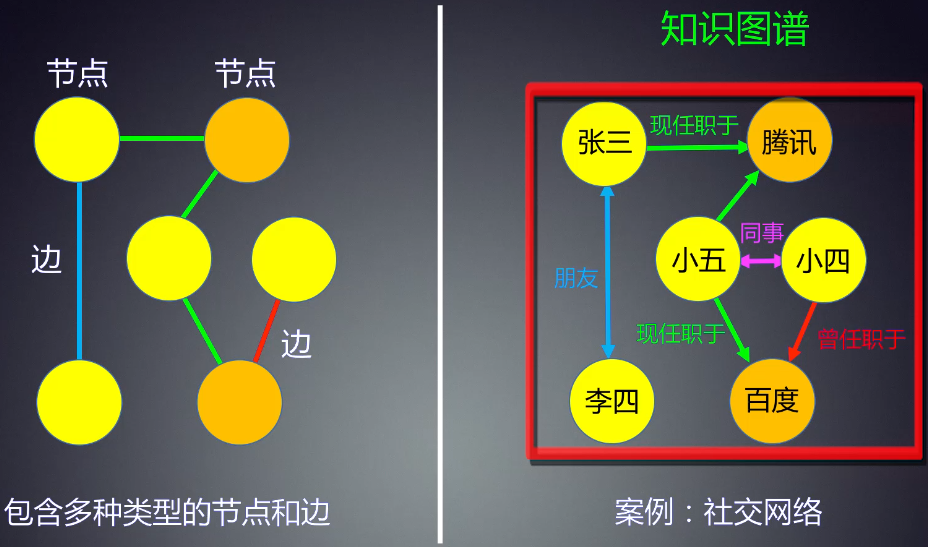 节点
节点
边
边
包含多种类型的节点和边
知识图谱
张三
现任职于
腾讯
同事
小五
小四
朋友
现任职于
曾任职于
李四
百度
案例：社交网络